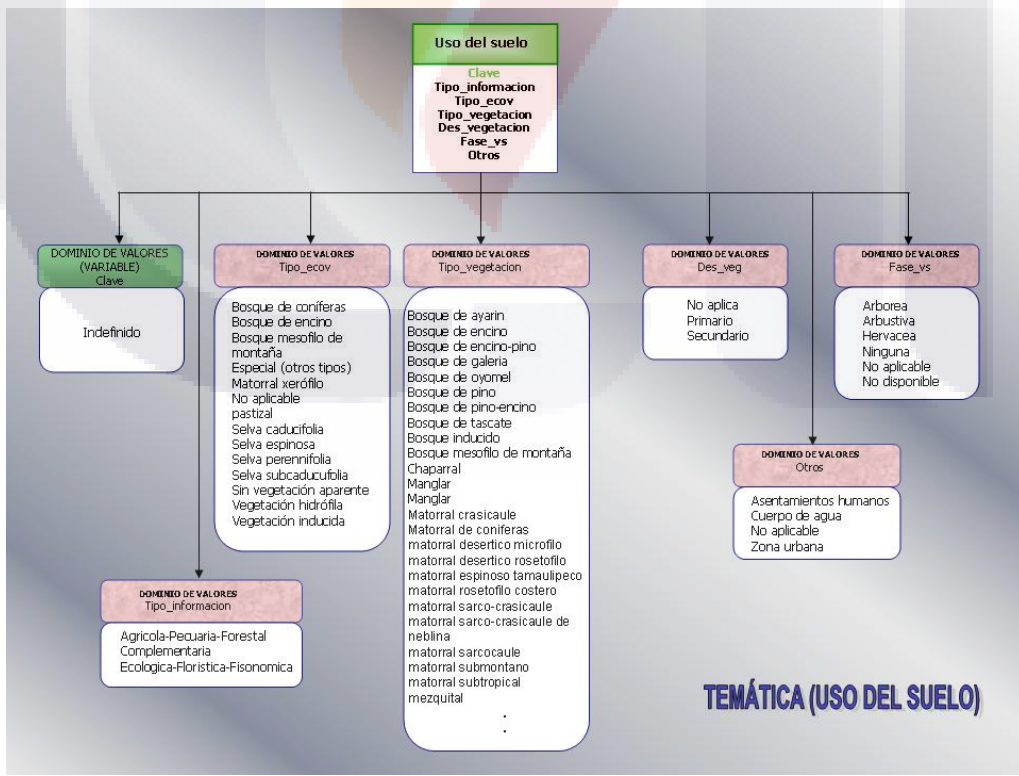 Uso del suelo
Clave
Tipo_informacion
Tipo_ecov
Tipo_vegetacion
Des_vegetacion
Fase_vs
Otros
DOMINIO DE VALORES
(VARIABLE)
Clave
Indefinido
DOMINIO DE VALORES
Tipo_ecov
Bosque de coníferas
Bosque de encino
Bosque mesofilo de
montaña
Especial (otros tipos)
Matorral xerófilo
No aplicable
pastizal
Selva caducifolia
Selva espinosa
Selva perennifolia
Selva subcaducufolia
Sin vegetación aparente
Vegetación hidrófila
Vegetación inducida
DOMINIO DE VALORES
Tipo_vegetacion
Bosque de ayarin
Bosque de encino
Bosque de encino-pino
Bosque de galeria
Bosque de oyomel
Bosque de pino
Bosque de pino-encino
Bosque de tascate
Bosque inducido
Bosque mesofilo de montaña
Chaparral
Manglar
Manglar
Matorral crasicaule
Matorral de coniferas
matorral desertico microfilo
matorral desertico rosetofilo
matorral espinoso tamaulipeco
matorral rosetofilo costero
matorral sarco-crasicaule
matorral sarco-crasicaule de
neblina
matorral sarcocaule
matorral submontano
matorral subtropical
mezquital
.
.
DOMINIO DE VALORES
Des_veg
No aplica
Primario
Secundario
DOMINIO DE VALORES
Fase_vs
Arborea
Arbustiva
Hervacea
Ninguna
No aplicable
No disponible
DOMINIO DE VALORES
Otros
Asentamientos humanos
Cuerpo de agua
No aplicable
Zona urbana
DOMINIO DE VALORES
Tipo_informacion
Agricola-Pecuaria-Forestal
Complementaria
Ecologica-Floristica-Fisonomica
TEMÁTICA (USO DEL SUELO)